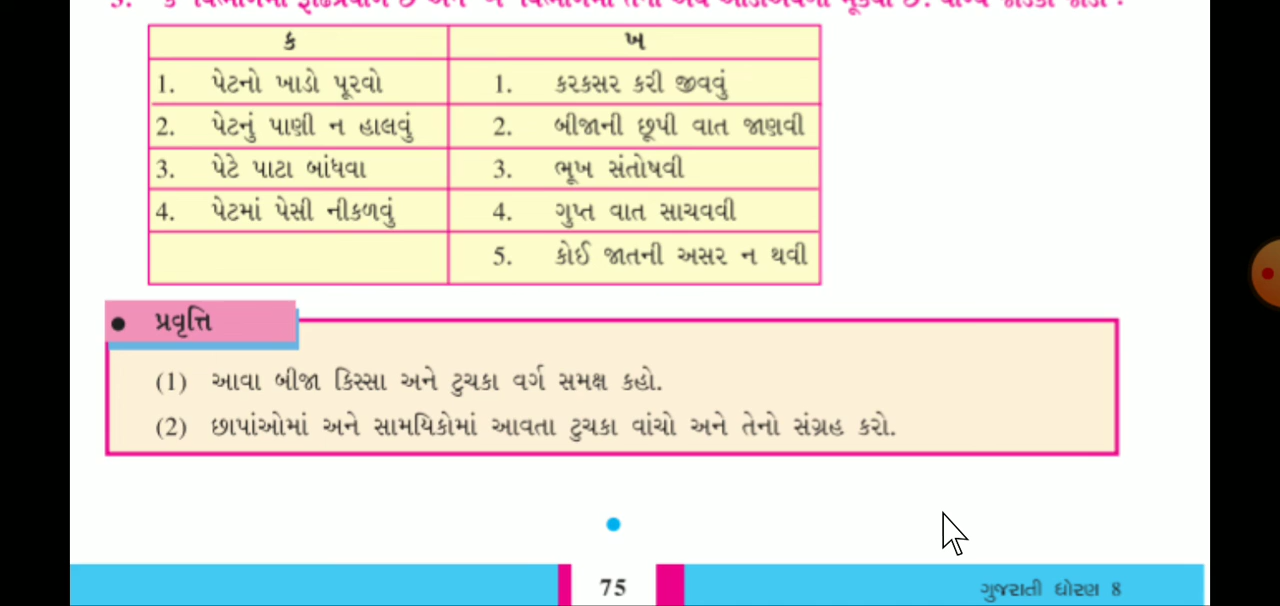 ક ખ
1. પેટનો ખાડો પૂરવો 1. કરકસર કરી જીવવું
2. પેટનું પાણી ન હાલવું 2. બીજાની છૂપી વાત જાણવી
3. પેટે પાટા બાંધવા 3. ભૂખ સંતોષવી
4. પેટમાં પેસી નીકળવું 4. ગુપ્ત વાત સાચવવી
5. કોઈ જાતની અસર ન થવી
● પ્રવૃત્તિ
(1) આવા બીજા કિસ્સા અને ટુચકા વર્ગ સમક્ષ કહો.
(2) છાપાંઓમાં અને સામયિકોમાં આવતા ટુચકા વાંચો અને તેનો સંગ્રહ કરો.
75
ગુજરાતી ધોરણ 8